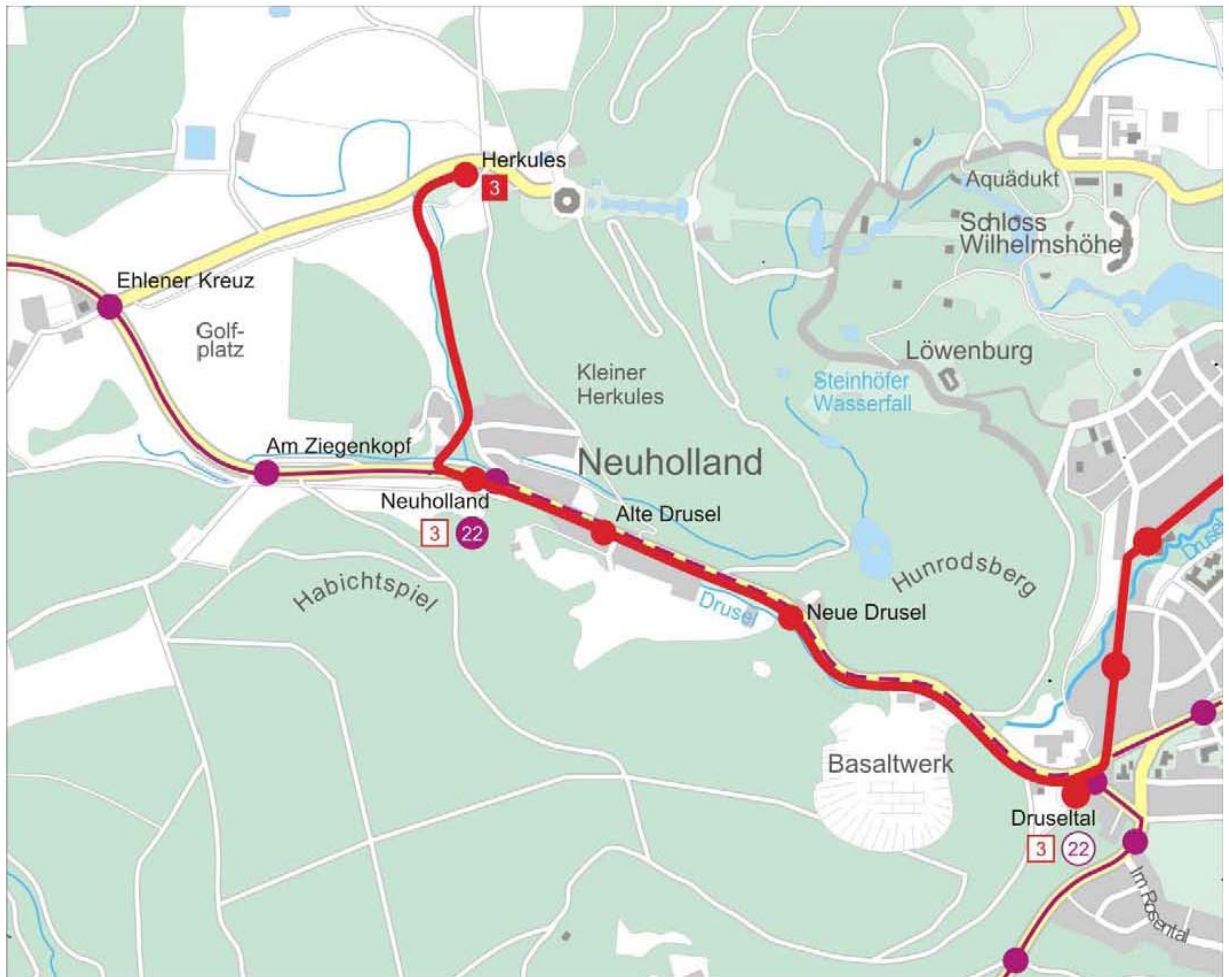 Herkules
3
Aquädukt
Schloss
Wilhelmshöhe
Ehlener Kreuz
Golf-
platz
Löwenburg
Kleiner
Herkules
Steinhöfer
Wasserfall
Am Ziegenkopf
Neuholland
Neuholland
3 22
Alte Drusel
Drusel
Habichtspiel
Hunrodsberg
Drusel
Neue Drusel
Basaltwerk
Druseltal
3 22
Im Rosental